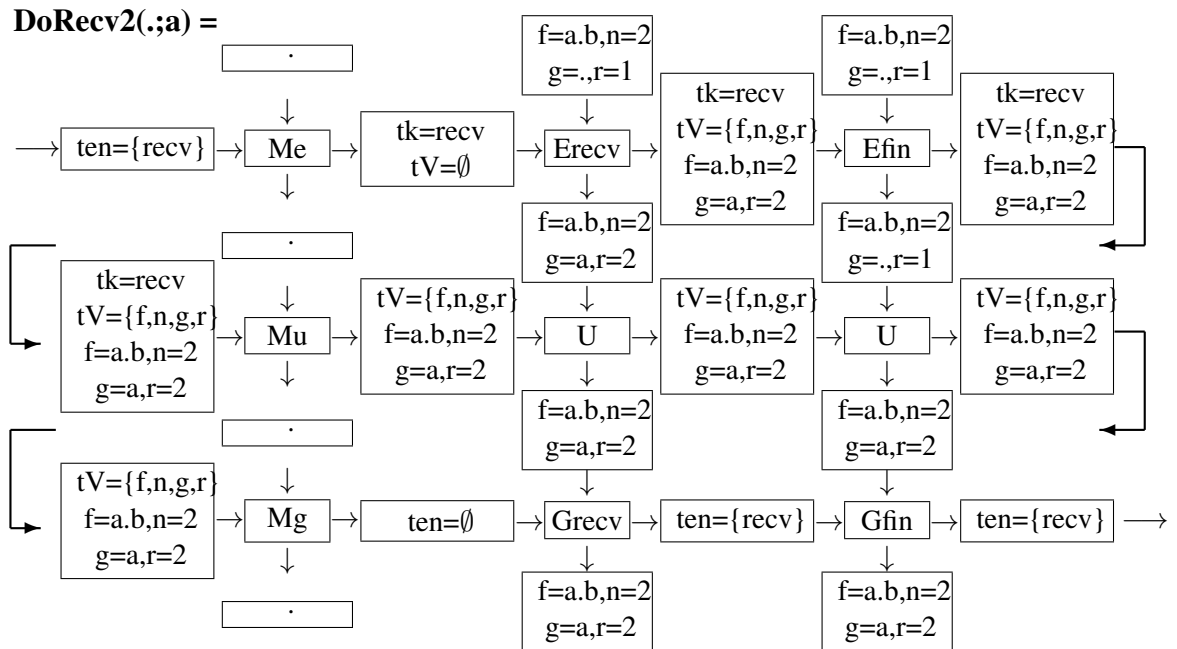 DoRecv2(.;a) =
.
f=a.b,n=2
g=.,r=1
f=a.b,n=2
g=.,r=1
ten={recv}
Me
tk=recv
tV=∅
Erecv
tk=recv
tV={f,n,g,r}
f=a.b,n=2
g=a,r=2
Efin
tk=recv
tV={f,n,g,r}
f=a.b,n=2
g=a,r=2
.
f=a.b,n=2
g=a,r=2
f=a.b,n=2
g=.,r=1
tk=recv
tV={f,n,g,r}
f=a.b,n=2
g=a,r=2
Mu
tV={f,n,g,r}
f=a.b,n=2
g=a,r=2
U
tV={f,n,g,r}
f=a.b,n=2
g=a,r=2
U
tV={f,n,g,r}
f=a.b,n=2
g=a,r=2
.
f=a.b,n=2
g=a,r=2
f=a.b,n=2
g=a,r=2
tV={f,n,g,r}
f=a.b,n=2
g=a,r=2
Mg
ten=∅
Grecv
ten={recv}
Gfin
ten={recv}
.
f=a.b,n=2
g=a,r=2
f=a.b,n=2
g=a,r=2